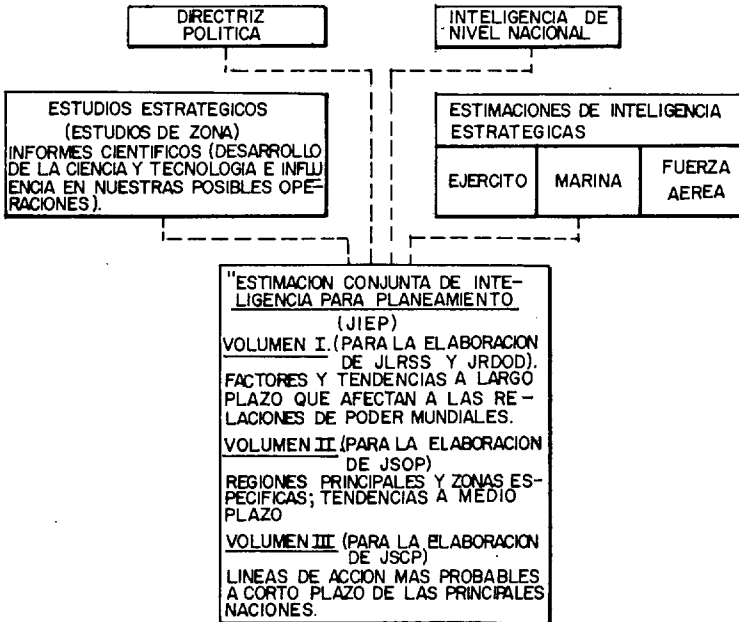 DIRECTRIZ
POLITICA
INTELIGENCIA DE
NIVEL NACIONAL
ESTUDIOS ESTRATEGICOS
(ESTUDIOS DE ZONA)
INFORMES CIENTIFICOS (DESARROLLO
DE LA CIENCIA Y TECNOLOGIA E INFLU
ENCIA EN NUESTRAS POSIBLES OPE-
RACIONES).
ESTIMACIONES DE INTELIGENCIA
ESTRATEGICAS
EJERCITO
MARINA
FUERZA
AEREA
"ESTIMACION CONJUNTA DE INTE-
LIGENCIA PARA PLANEAMIENTO
(JIEP)
VOLUMEN I. (PARA LA ELABORACION
DE JLRSS Y JRDOD).
FACTORES Y TENDENCIAS A LARGO
PLAZO QUE AFECTAN A LAS RE-
LACIONES DE PODER MUNDIALES.
VOLUMEN II (PARA LA ELABORACION
DE JSOP)
REGIONES PRINCIPALES Y ZONAS ES-
PECIFICAS; TENDENCIAS A MEDIO
PLAZO
VOLUMEN III (PARA LA ELABORACION
DE JSCP)
LINEAS DE ACCION MAS PROBABLES
A CORTO PLAZO DE LAS PRINCIPALES
NACIONES.